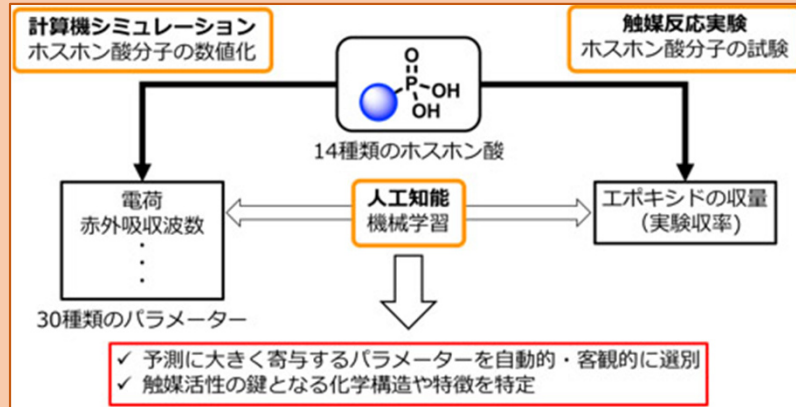 計算機シミュレーション
ホスホン酸分子の数値化
触媒反応実験
ホスホン酸分子の試験
O
P
OH
OH
14種類のホスホン酸
電荷
赤外吸収波数
・
・
・
30種類のパラメーター
人工知能
機械学習
エポキシドの収量
（実験収率)
✓ 予測に大きく寄与するパラメーターを自動的・客観的に選別
✓ 触媒活性の鍵となる化学構造や特徴を特定